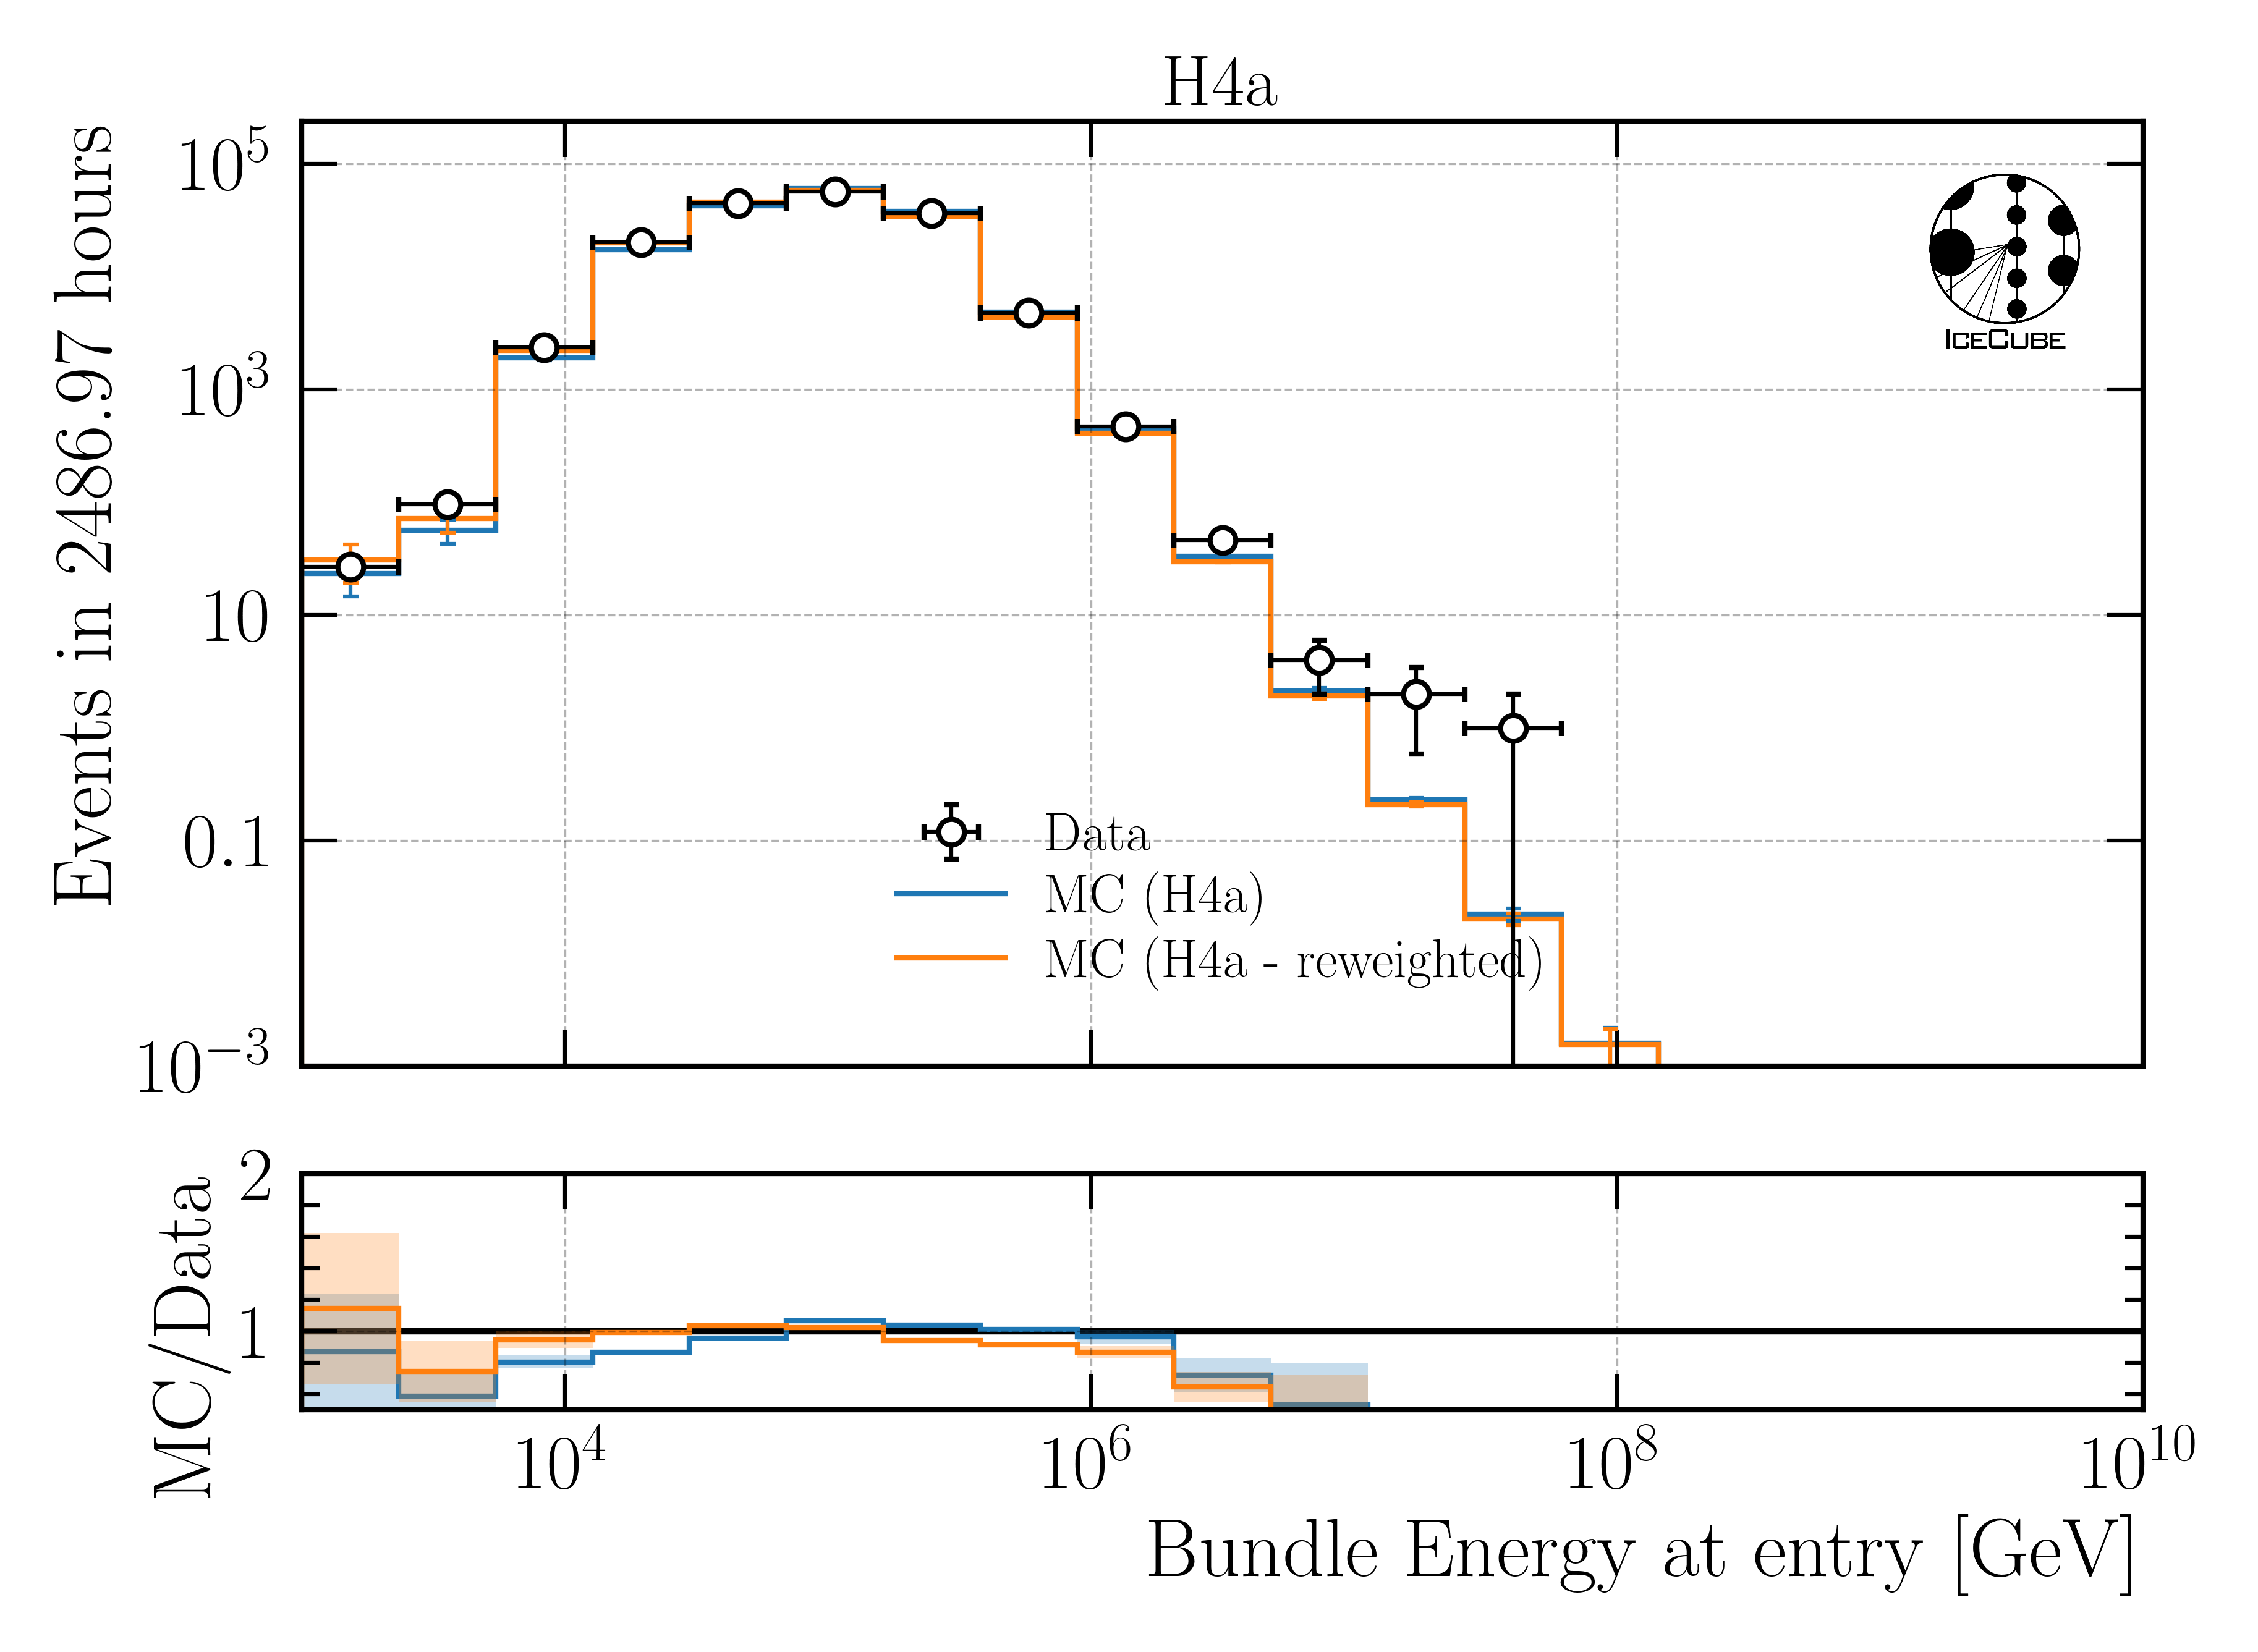 H4a
Events in 2486.97 hours
10^5
10^3
10
0.1
10^−3
ICECUBE
Data
MC (H4a)
MC (H4a - reweighted)
MC/Data
2
1
10^4
10^6
10^8
10^10
Bundle Energy at entry [GeV]